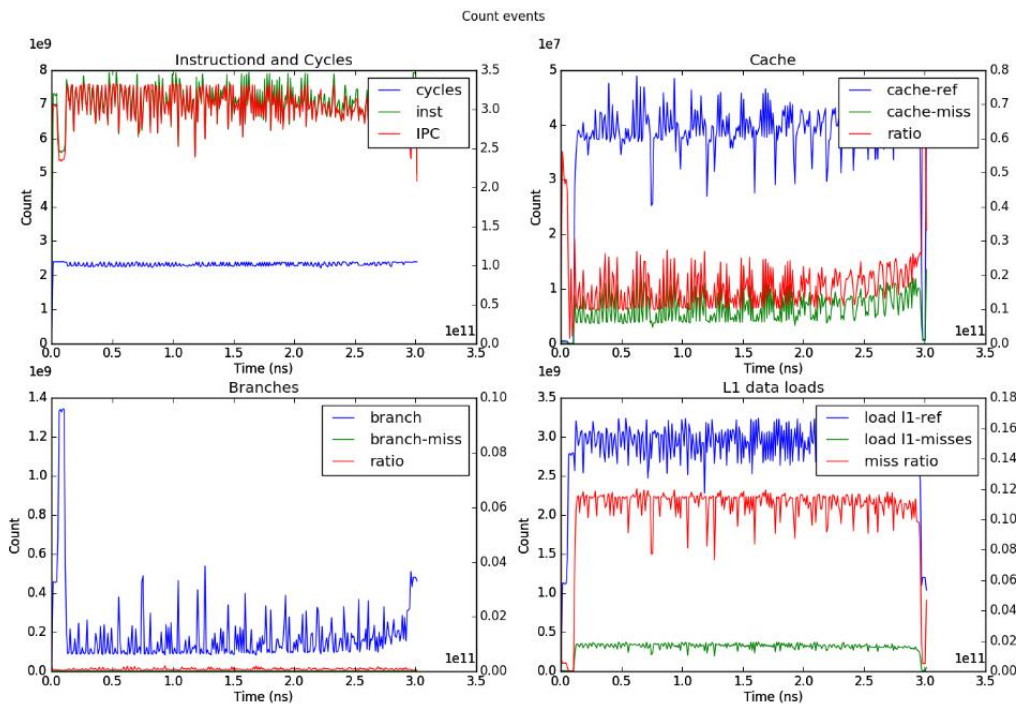 Count events
1e9
Instructiond and Cycles
8
7
6
5
4
3
2
1
0
Count
3.5
3.0
2.5
2.0
1.5
1.0
0.5
0.0
cycles
inst
IPC
0.0 0.5 1.0 1.5 2.0 2.5 3.0 3.5
1e11
Time (ns)
1e7
Cache
5
4
3
2
1
0
Count
0.8
0.7
0.6
0.5
0.4
0.3
0.2
0.1
0.0
cache-ref
cache-miss
ratio
0.0 0.5 1.0 1.5 2.0 2.5 3.0 3.5
1e11
Time (ns)
1e9
Branches
1.4
1.2
1.0
0.8
0.6
0.4
0.2
0.0
Count
0.10
0.08
0.06
0.04
0.02
0.00
branch
branch-miss
ratio
0.0 0.5 1.0 1.5 2.0 2.5 3.0 3.5
1e11
Time (ns)
1e9
L1 data loads
3.5
3.0
2.5
2.0
1.5
1.0
0.5
0.0
Count
0.18
0.16
0.14
0.12
0.10
0.08
0.06
0.04
0.02
0.00
load l1-ref
load l1-misses
miss ratio
0.0 0.5 1.0 1.5 2.0 2.5 3.0 3.5
1e11
Time (ns)